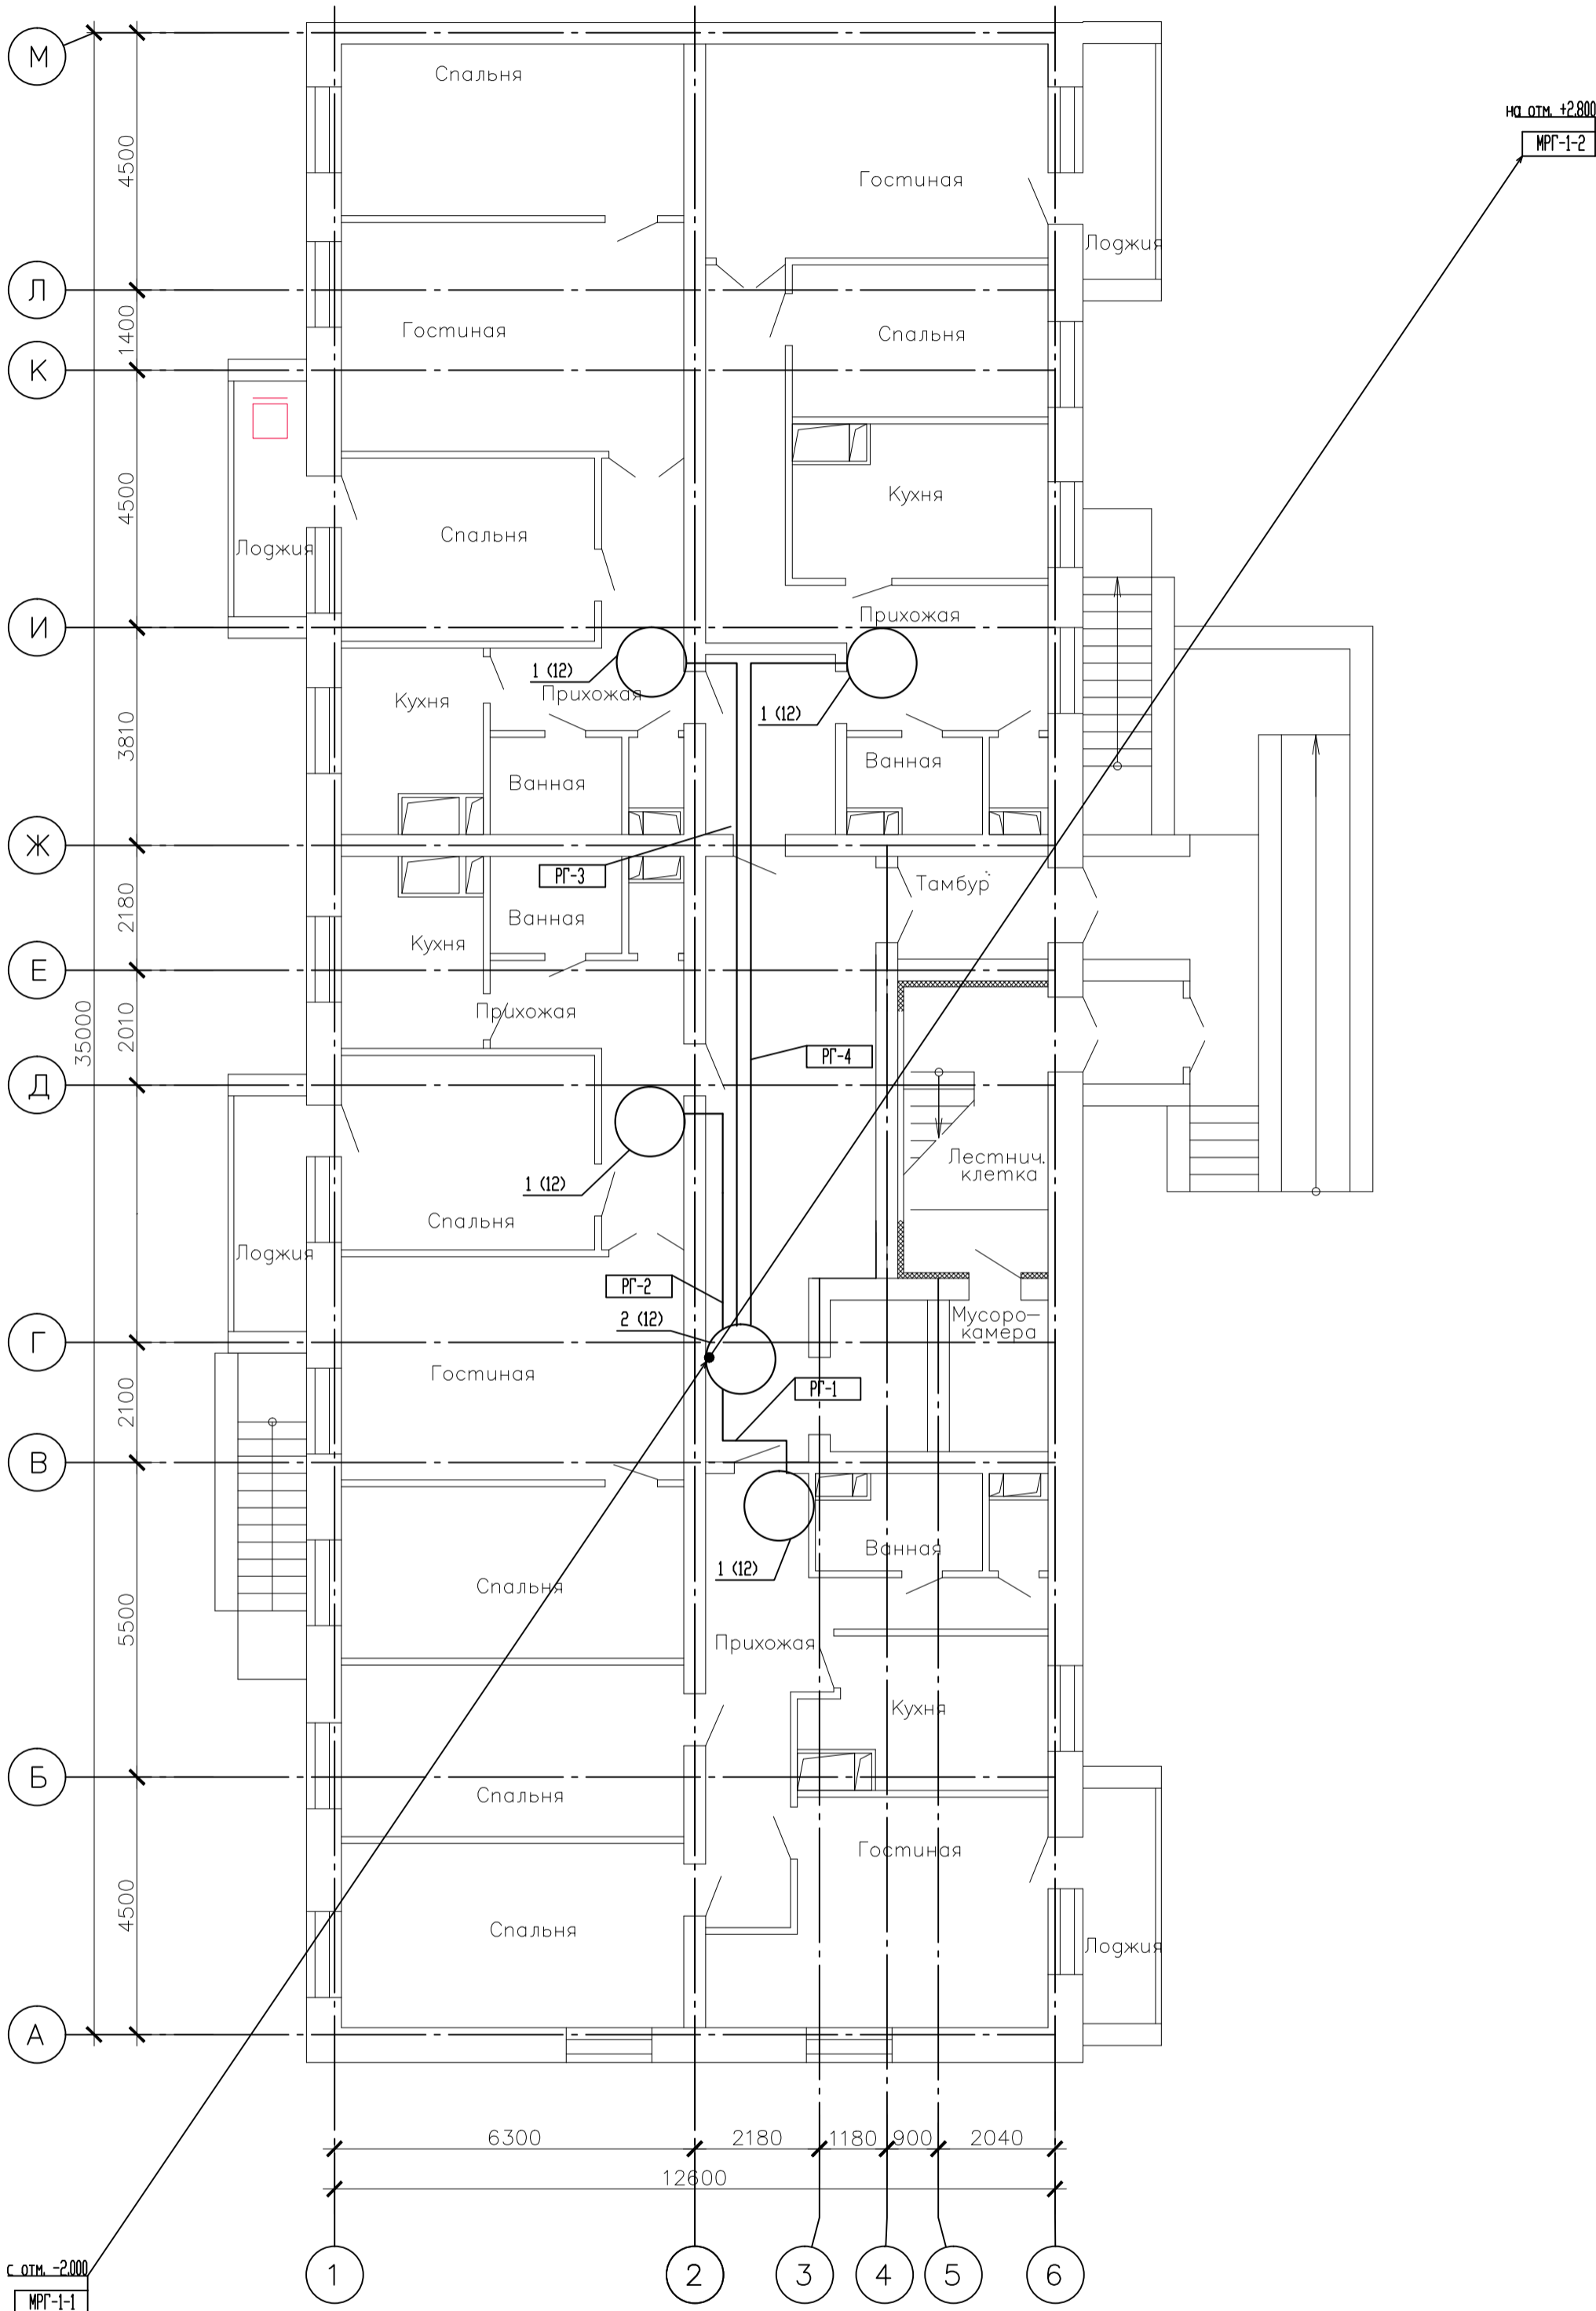 М
Спальня
на отм. +2.800
МРГ-1-2
4500
Гостиная
Лоджия
Л
1400
Гостиная
Спальня
К
4500
Кухня
Спальня
Лоджия
И
Прихожая
1 (12)
Кухня
Прихожая
1 (12)
3810
Ванная
Ванная
Ж
РГ-3
Тамбур
2180
Ванная
Кухня
Е
35000
2010
Прихожая
РГ-4
Д
Лестнич.
клетка
1 (12)
Спальня
Лоджия
РГ-2
2 (12)
Мусоро-
камера
Г
Гостиная
РГ-1
2100
В
Ванная
1 (12)
Спальня
5500
Прихожая
Кухня
Б
Спальня
Гостиная
4500
Спальня
Лоджия
А
6300
2180
1180
900
2040
12600
с отм. -2.000
МРГ-1-1
1
2
3
4
5
6